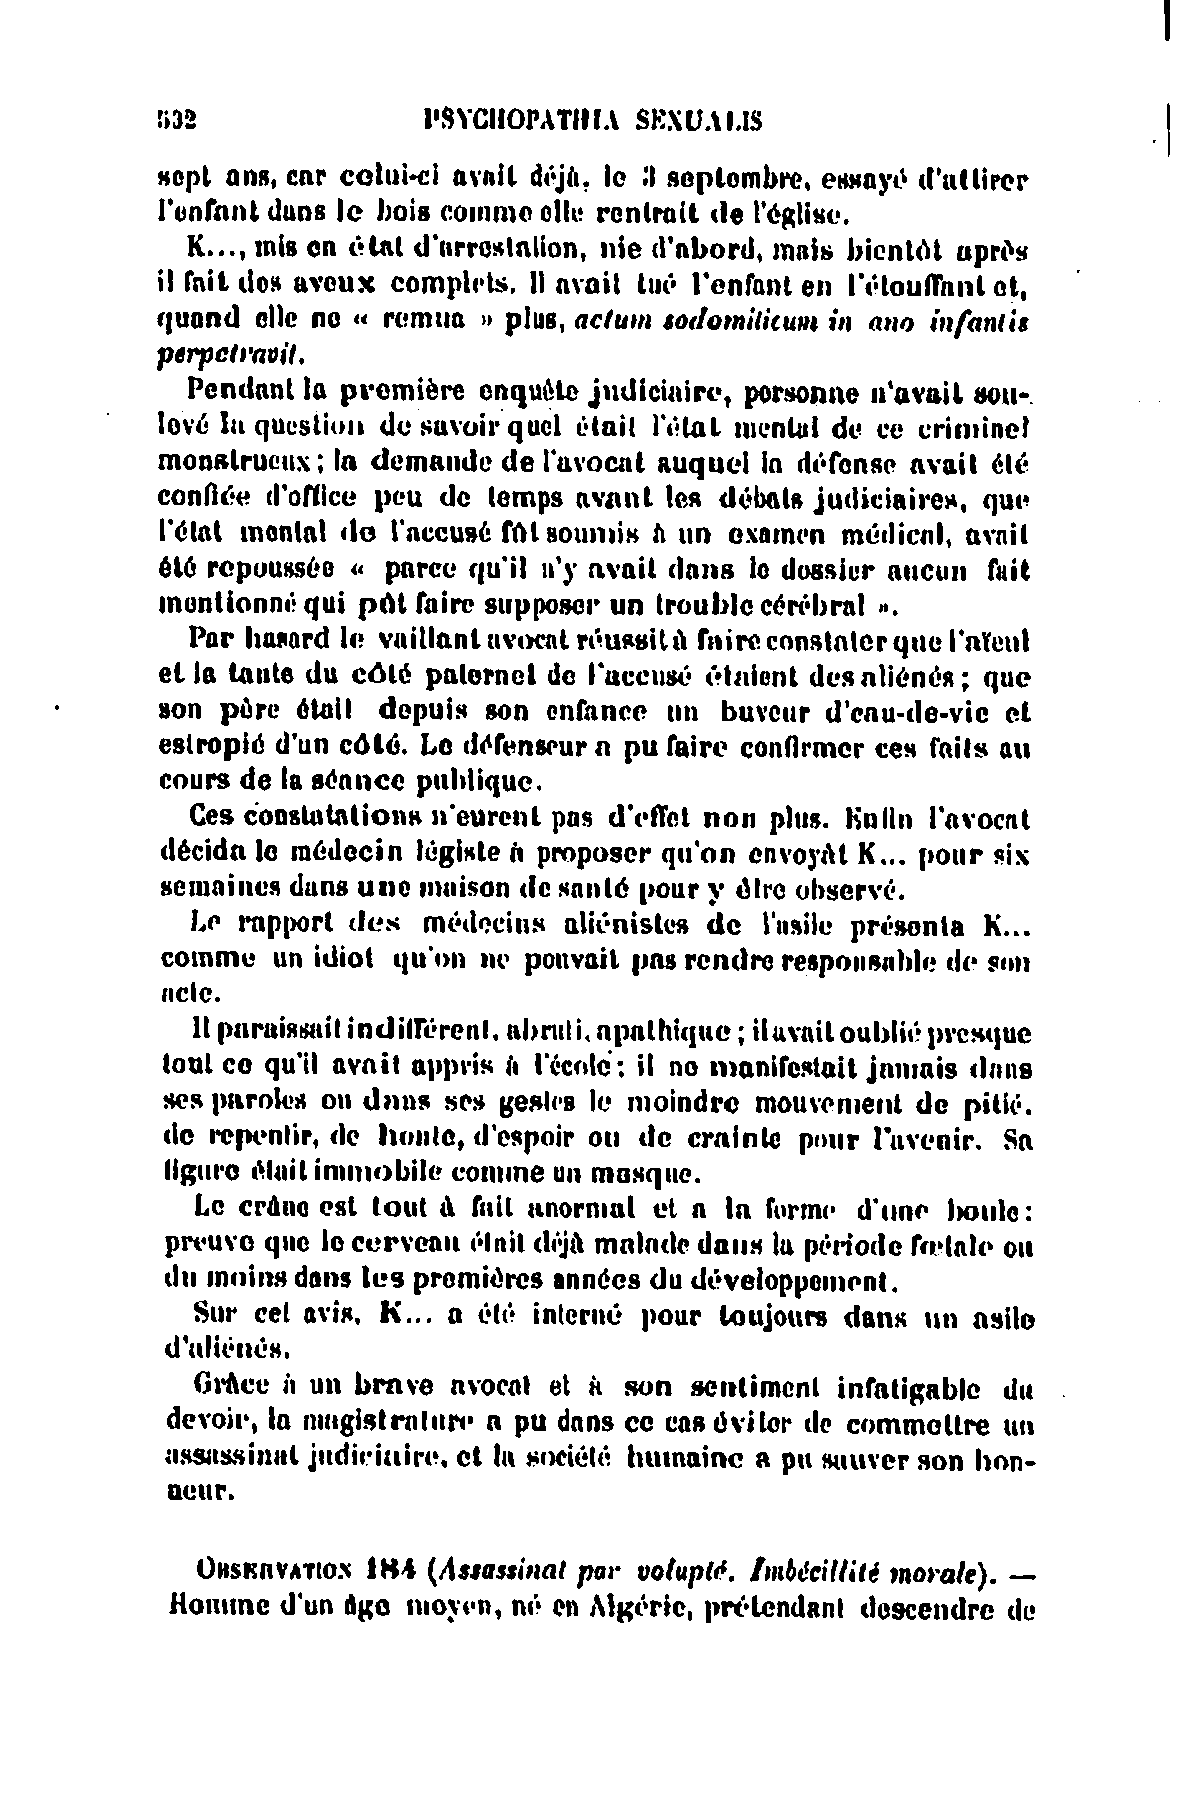 532 PSYCHOPATHIA SEXUALIS
sept ans, car celui-ci avait déjà, le 3 septembre, essayé d'attirer
l'enfant dans le bois comme elle rentrait de l'église.
K..., mis en état d'arrestation, nie d'abord, mais bientôt après
il fait des aveux complets. Il avait tué l'enfant en l'étouffant et,
quand elle ne « remua » plus, actum sodomiticum in ano infantis
perpetravit.
Pendant la première enquête judiciaire, personne n'avait sou-
levé la question de savoir quel était l'état mental de ce criminel
monstrueux ; la demande de l'avocat auquel la défense avait été
confiée d'office peu de temps avant les débats judiciaires, que
l'état mental de l'accusé fût soumis à un examen médical, avait
été repoussée « parce qu'il n'y avait dans le dossier aucun fait
mentionné qui pût faire supposer un trouble cérébral ».
Par hasard le vaillant avocat réussit à faire constater que l'aïeul
et la tante du côté paternel de l'accusé étaient des aliénés ; que
son père était depuis son enfance un buveur d'eau-de-vie et
estropié d'un côté. Le défenseur a pu faire confirmer ces faits au
cours de la séance publique.
Ces constatations n'eurent pas d'effet non plus. Enfin l'avocat
décida le médecin légiste à proposer qu'on envoyât K... pour six
semaines dans une maison de santé pour y être observé.
Le rapport des médecins aliénistes de l'asile présenta K...
comme un idiot qu'on ne pouvait pas rendre responsable de son
acte.
Il paraissait indifférent, abruti, apathique ; il avait oublié presque
tout ce qu'il avait appris à l'école ; il ne manifestait jamais dans
ses paroles ou dans ses gestes le moindre mouvement de pitié,
de repentir, de honte, d'espoir ou de crainte pour l'avenir. Sa
figure était immobile comme un masque.
Le crâne est tout à fait anormal et a la forme d'une boule :
preuve que le cerveau était déjà malade dans la période fœtale ou
du moins dans les premières années du développement.
Sur cet avis, K... a été interné pour toujours dans un asile
d'aliénés.
Grâce à un brave avocat et à son sentiment infatigable du
devoir, la magistrature a pu dans ce cas éviter de commettre un
assassinat judiciaire, et la société humaine a pu sauver son hon-
neur.
OBSERVATION 184 (Assassinat par volupté. Imbécillité morale). —
Homme d'un âge moyen, né en Algérie, prétendant descendre de